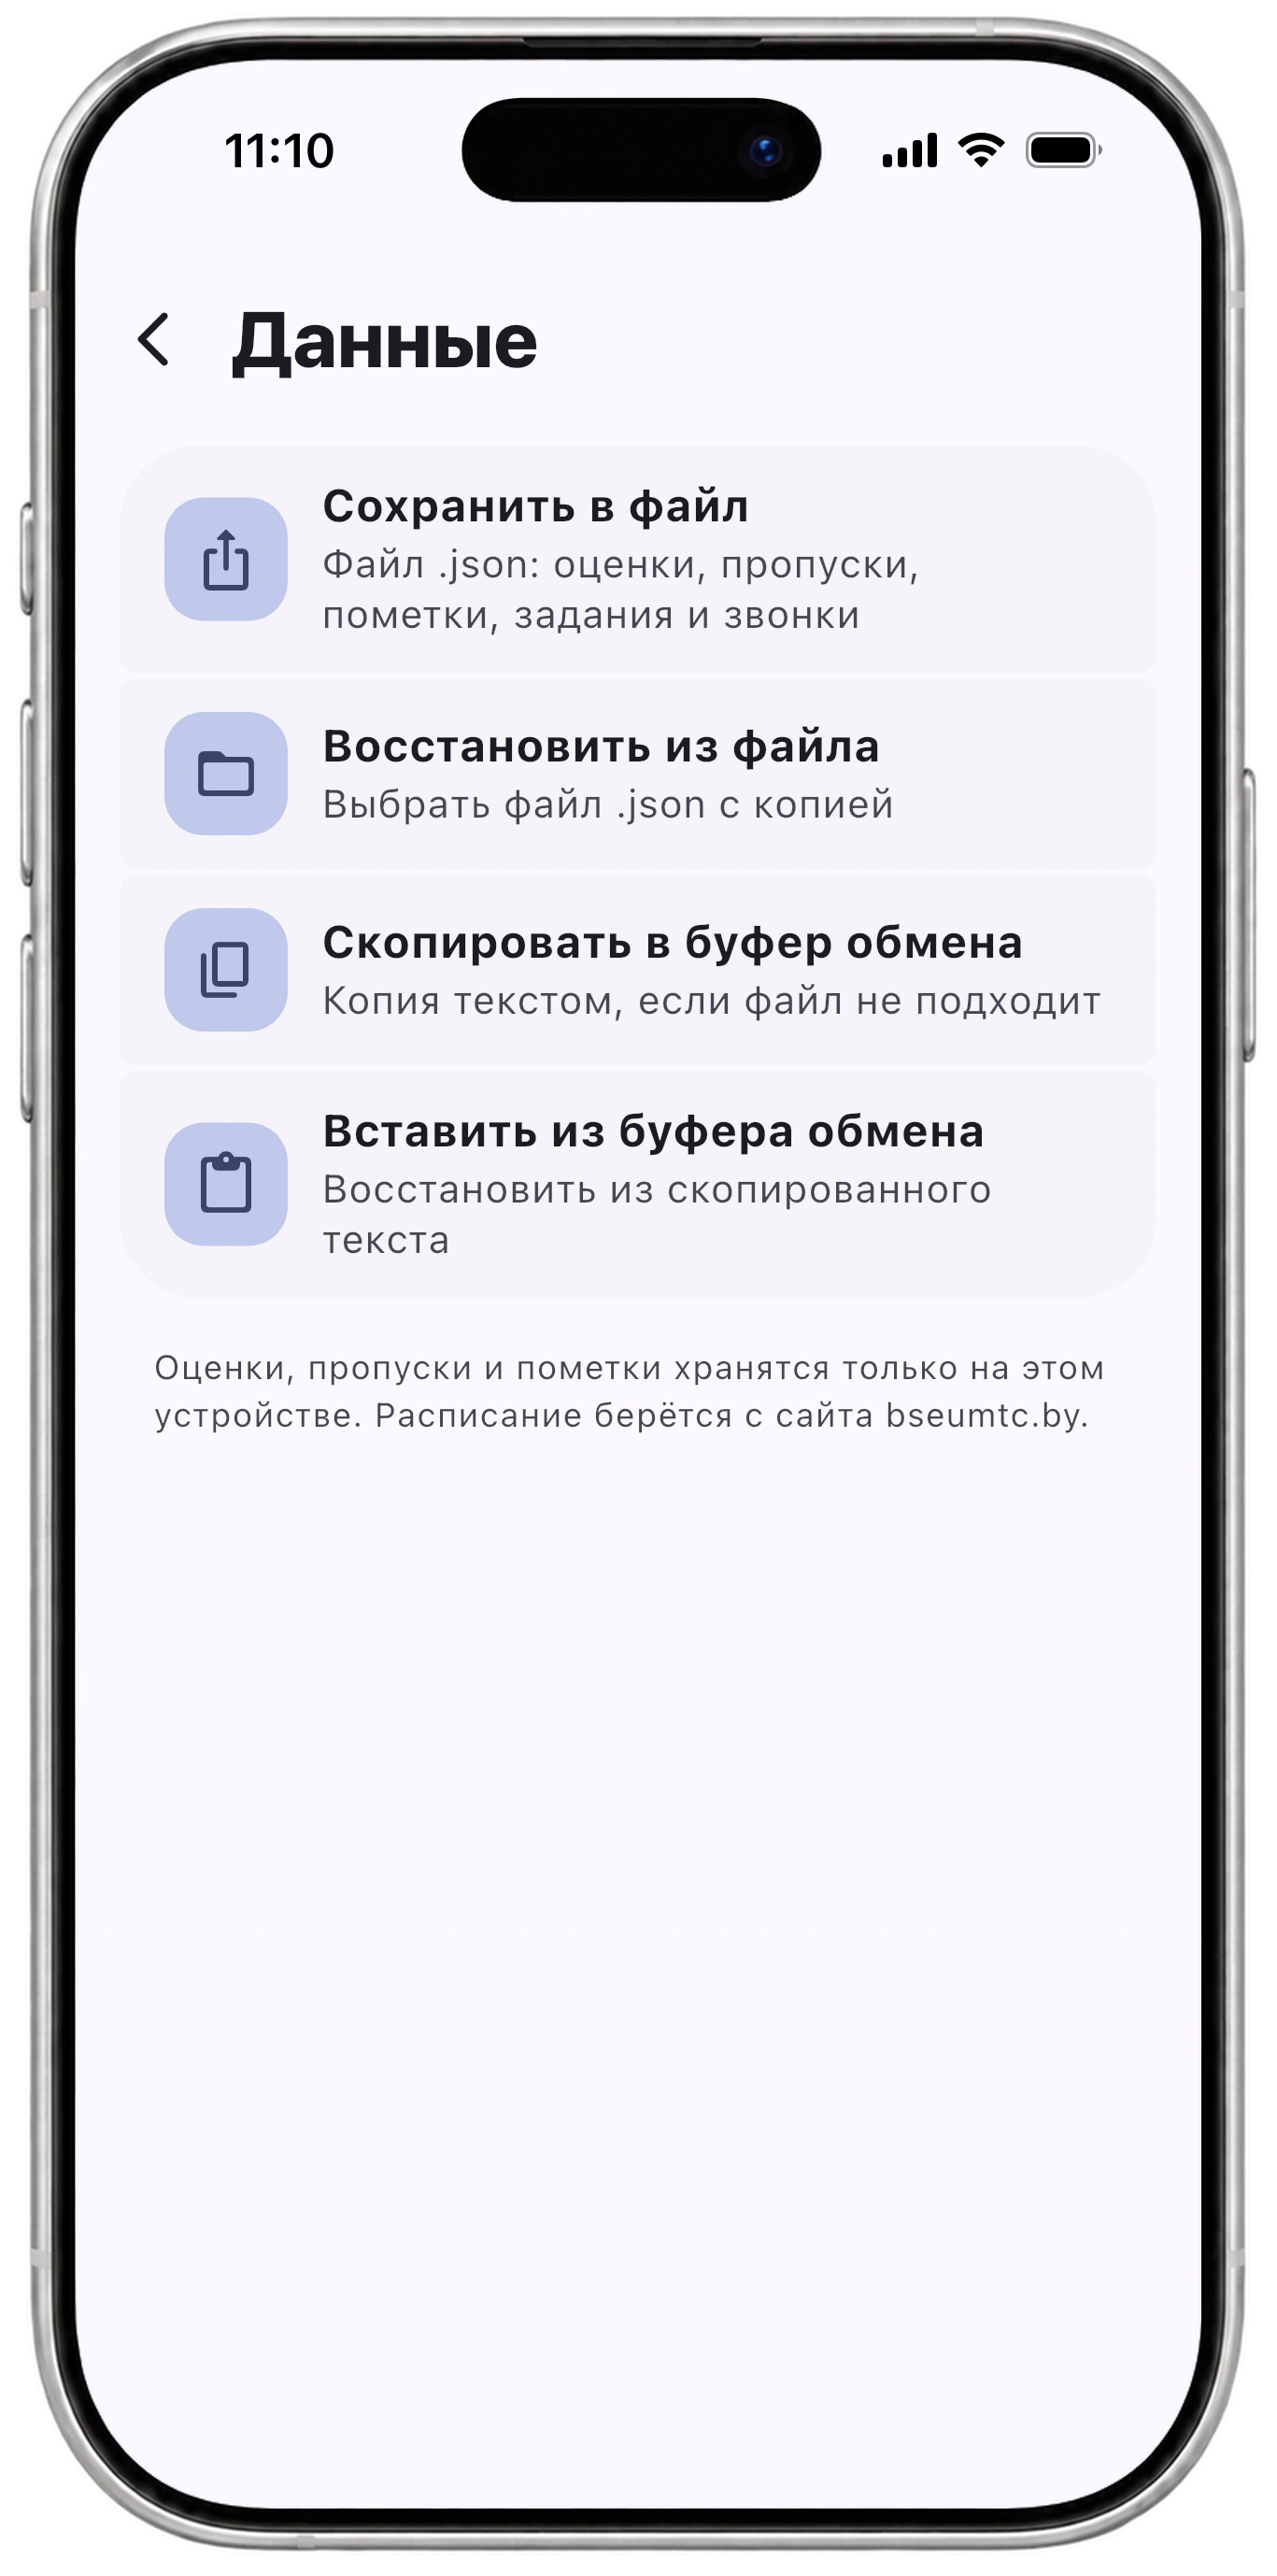 11:10
Данные
Сохранить в файл
Файл .json: оценки, пропуски,
пометки, задания и звонки
Восстановить из файла
Выбрать файл .json с копией
Скопировать в буфер обмена
Копия текстом, если файл не подходит
Вставить из буфера обмена
Восстановить из скопированного
текста
Оценки, пропуски и пометки хранятся только на этом
устройстве. Расписание берётся с сайта bseumtc.by.